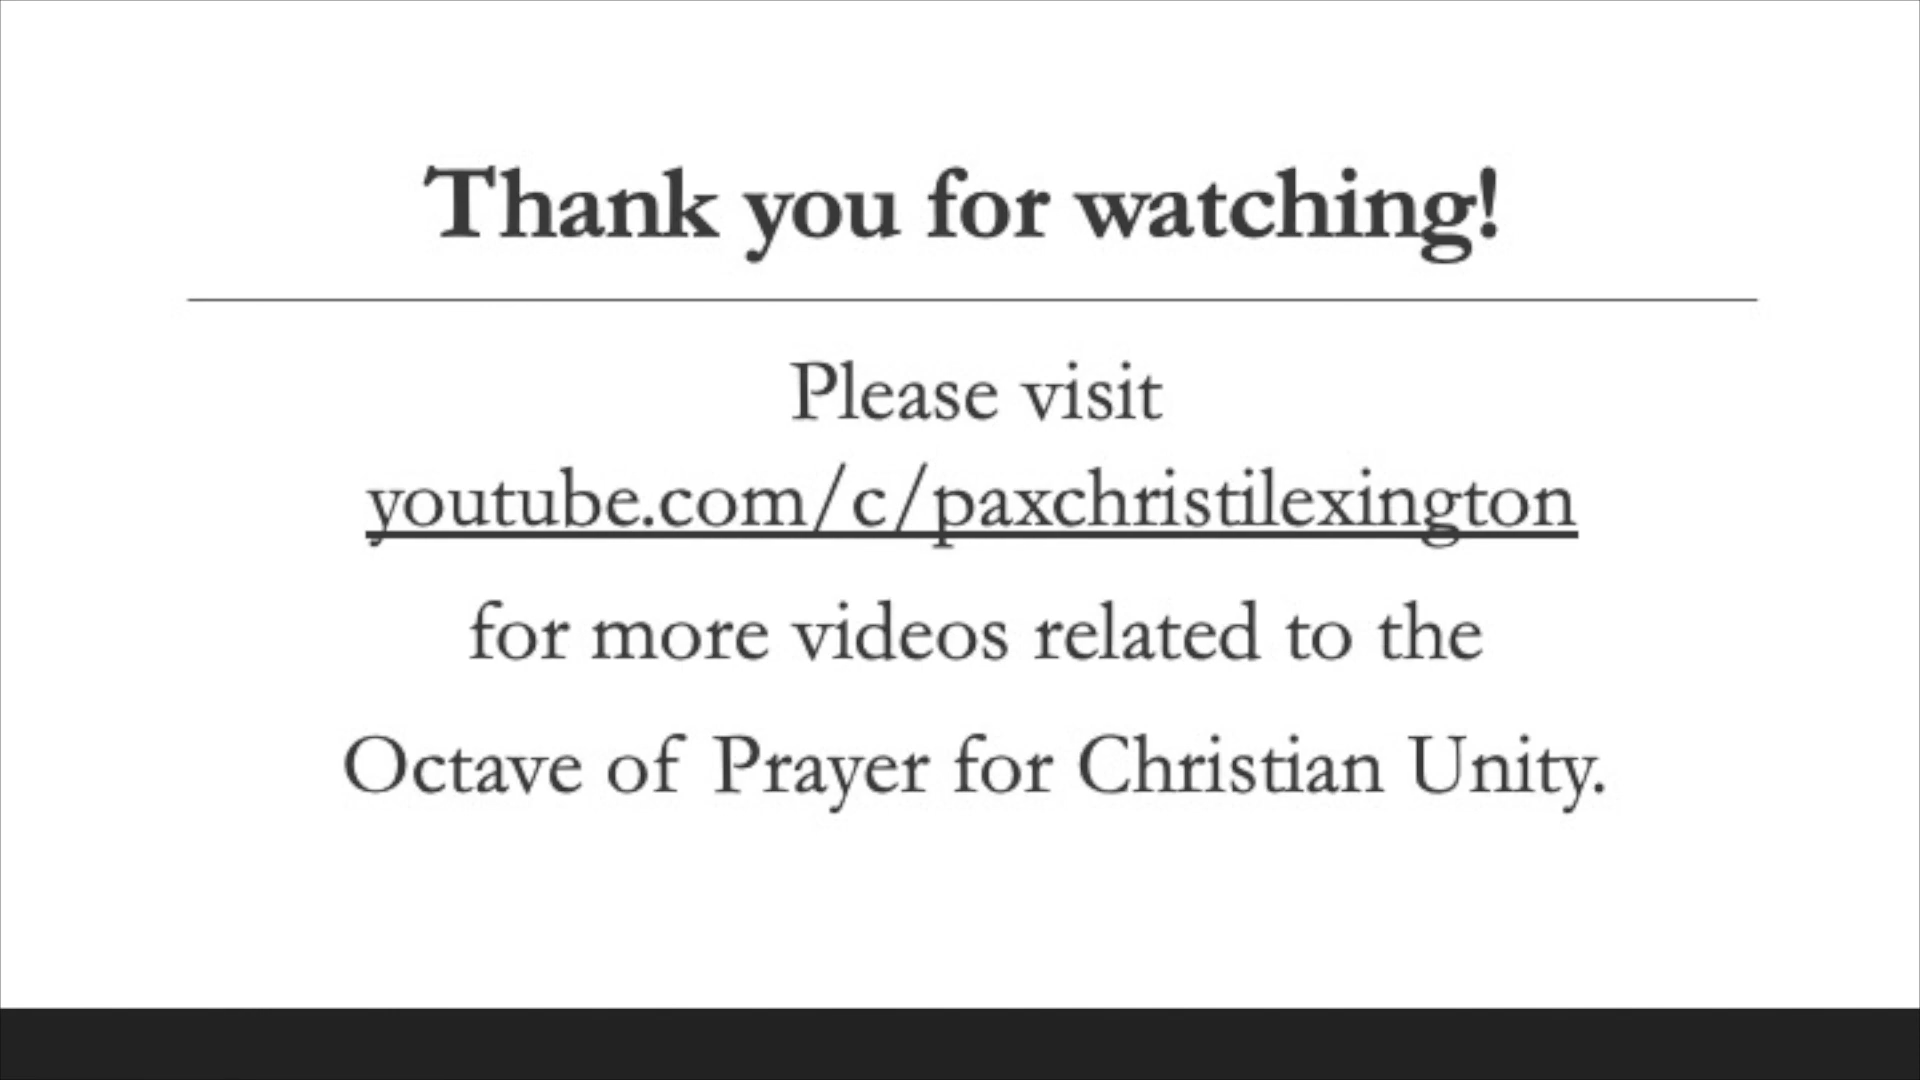 Thank you for watching!
Please visit
youtube.com/c/paxchristilexington
for more videos related to the
Octave of Prayer for Christian Unity.